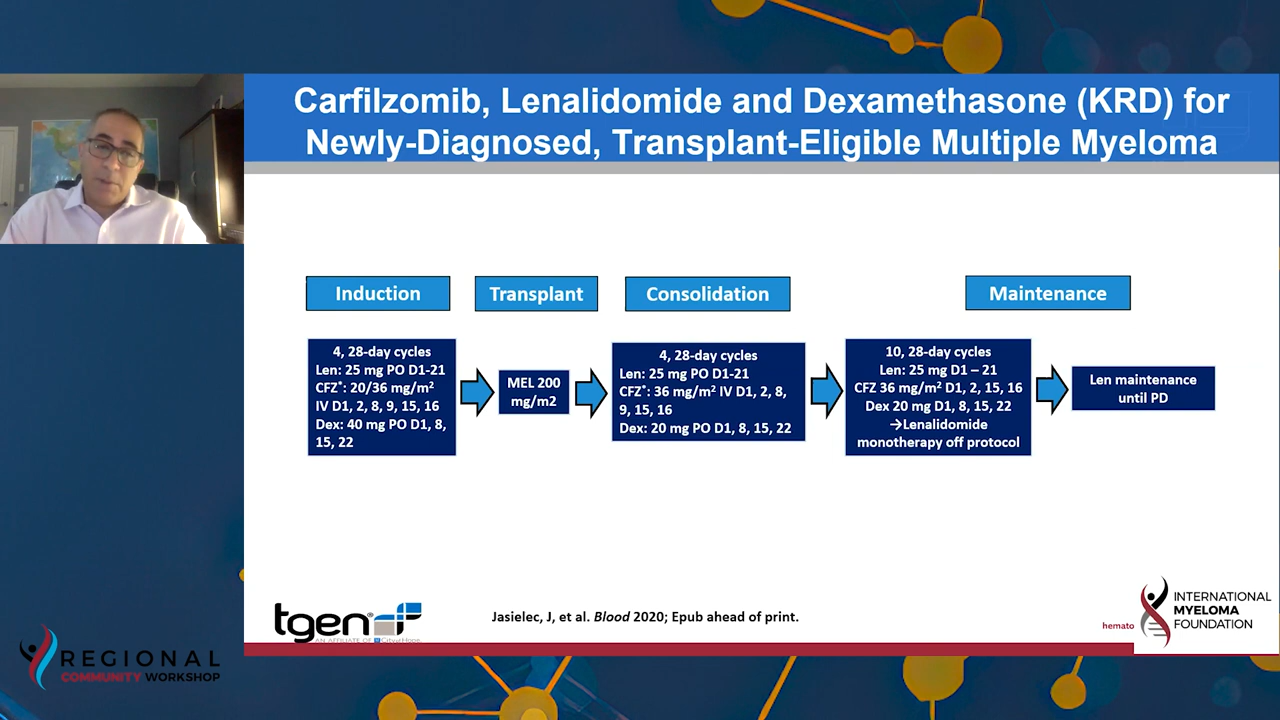 Carfilzomib, Lenalidomide and Dexamethasone (KRD) for
Newly-Diagnosed, Transplant-Eligible Multiple Myeloma
Induction
Transplant
Consolidation
Maintenance
4, 28-day cycles
Len: 25 mg PO D1-21
CFZ*: 20/36 mg/m²
IV D1, 2, 8, 9, 15, 16
Dex: 40 mg PO D1, 8,
15, 22
MEL 200
mg/m2
4, 28-day cycles
Len: 25 mg PO D1-21
CFZ*: 36 mg/m² IV D1, 2, 8,
9, 15, 16
Dex: 20 mg PO D1, 8, 15, 22
10, 28-day cycles
Len: 25 mg D1 – 21
CFZ 36 mg/m² D1, 2, 15, 16
Dex 20 mg D1, 8, 15, 22
→Lenalidomide
monotherapy off protocol
Len maintenance
until PD
tgen®
AN AFFILIATE OF City of Hope
Jasielec, J, et al. Blood 2020; Epub ahead of print.
hemato
INTERNATIONAL
MYELOMA
FOUNDATION
REGIONAL
COMMUNITY WORKSHOP